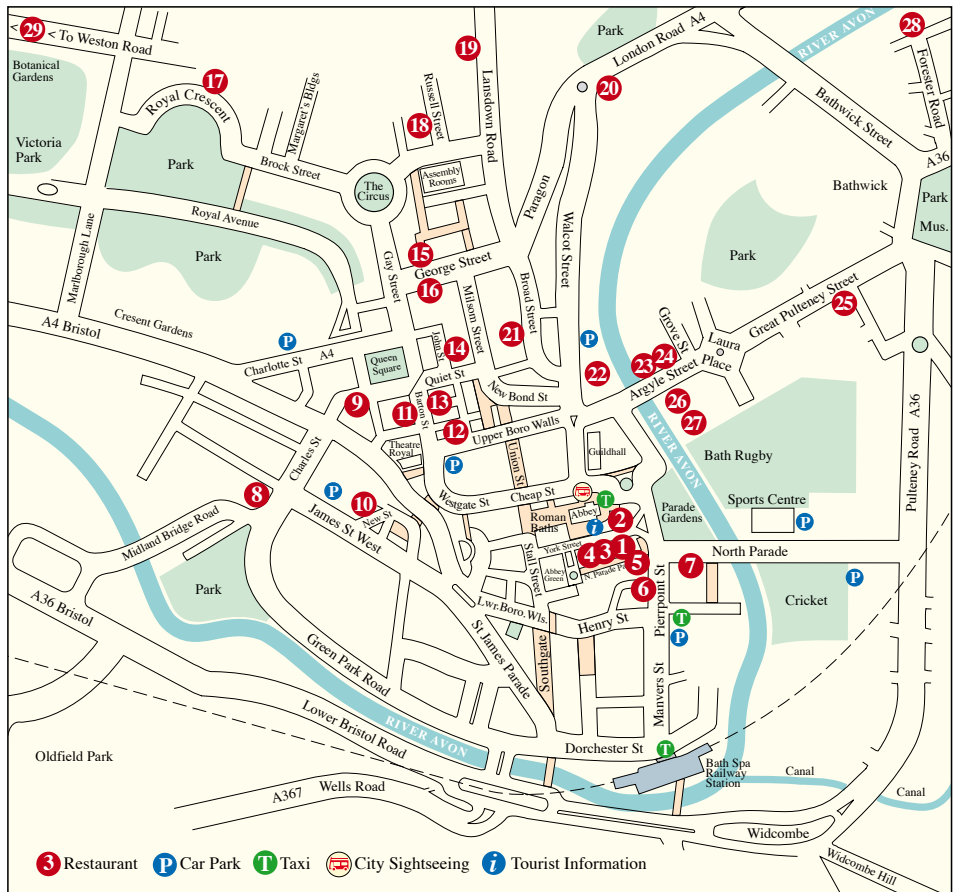 29
To Weston Road
Botanical
Gardens
Victoria
Park
17
Royal Crescent
Park
Margaret's Bldgs
Brock Street
Royal Avenue
Park
Marlborough Lane
Cresent Gardens
A4 Bristol
19
Lansdown Road
18
Russell Street
Assembly
Rooms
The
Circus
15
George Street
16
Gay Street
Milsom Street
Park
London Road A4
20
Paragon
Walcot Street
Broad Street
21
RIVER AVON
28
Forester Road
Bathwick Street
A36
Bathwick
Park
Mus.
Park
Great Pulteney Street
25
Grove St
Laura
Place
Argyle Street
24
23
22
P
26
27
RIVER AVON
Bath Rugby
Sports Centre
P
Pulteney Road A36
P
Charlotte St
A4
Queen
Square
John St
14
Quiet St
New Bond St
9
11
13
Barton St
12
Upper Boro Walls
Theatre
Royal
P
Union St
Guildhall
Charles St
8
P
10
New St
James St West
Midland Bridge Road
Westgate St
Cheap St
T
Abbey
Roman
Baths
i
2
Parade
Gardens
York Street
4
3
1
5
Stall Street
Abbey
Green
N. Parade Pa
6
North Parade
7
Pierrpoint St
P
Cricket
T
P
Lwr. Boro. Wls.
Henry St
St James Parade
Southgate
Manvers St
Park
A36 Bristol
Green Park Road
RIVER AVON
Lower Bristol Road
Dorchester St
T
Bath Spa
Railway
Station
Canal
Canal
Oldfield Park
A367
Wells Road
Widcombe
Widcombe Hill
3 Restaurant
P Car Park
T Taxi
City Sightseeing
i Tourist Information